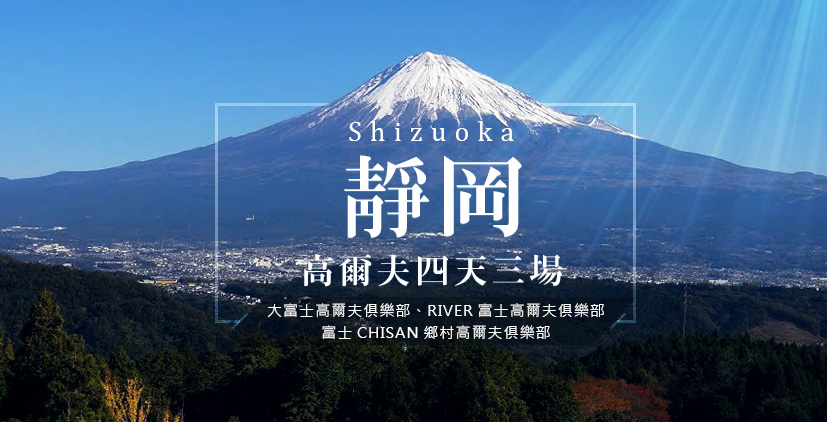 Shizuoka
靜岡
高爾夫四天三場
大富士高爾夫俱樂部、RIVER 富士高爾夫俱樂部
富士 CHISAN 鄉村高爾夫俱樂部